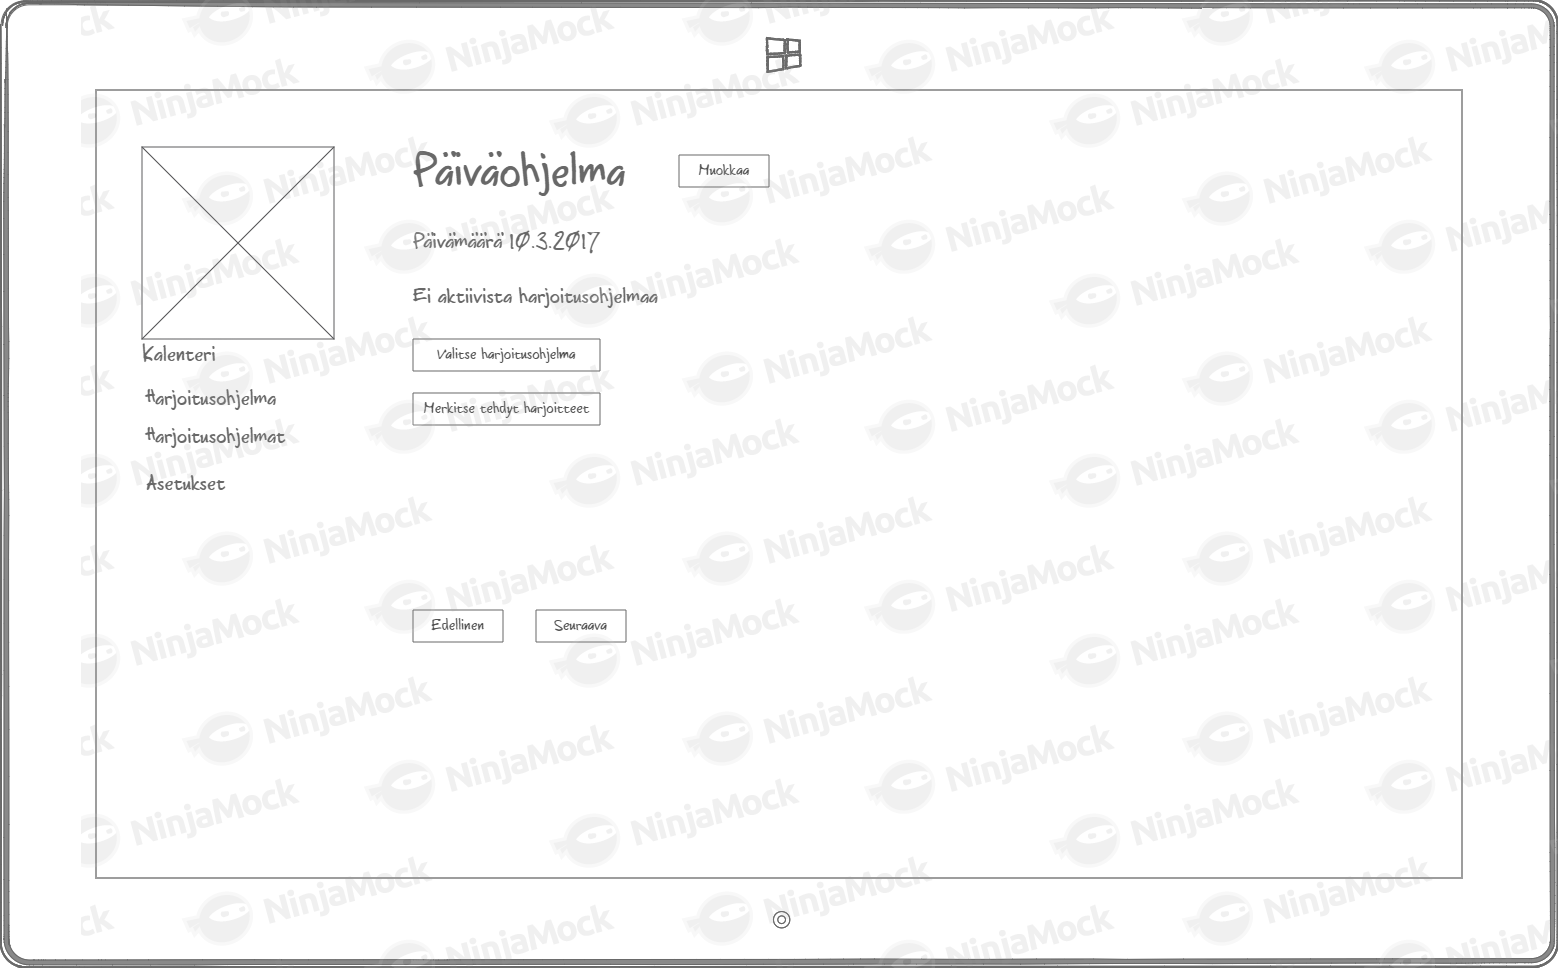 Päiväohjelma
Muokkaa
Päivämäärä 10.3.2017
Ei aktiivista harjoitusohjelmaa
Valitse harjoitusohjelma
Merkitse tehdyt harjoitteet
Kalenteri
Harjoitusohjelma
Harjoitusohjelmat
Asetukset
Edellinen
Seuraava
NinjaMock